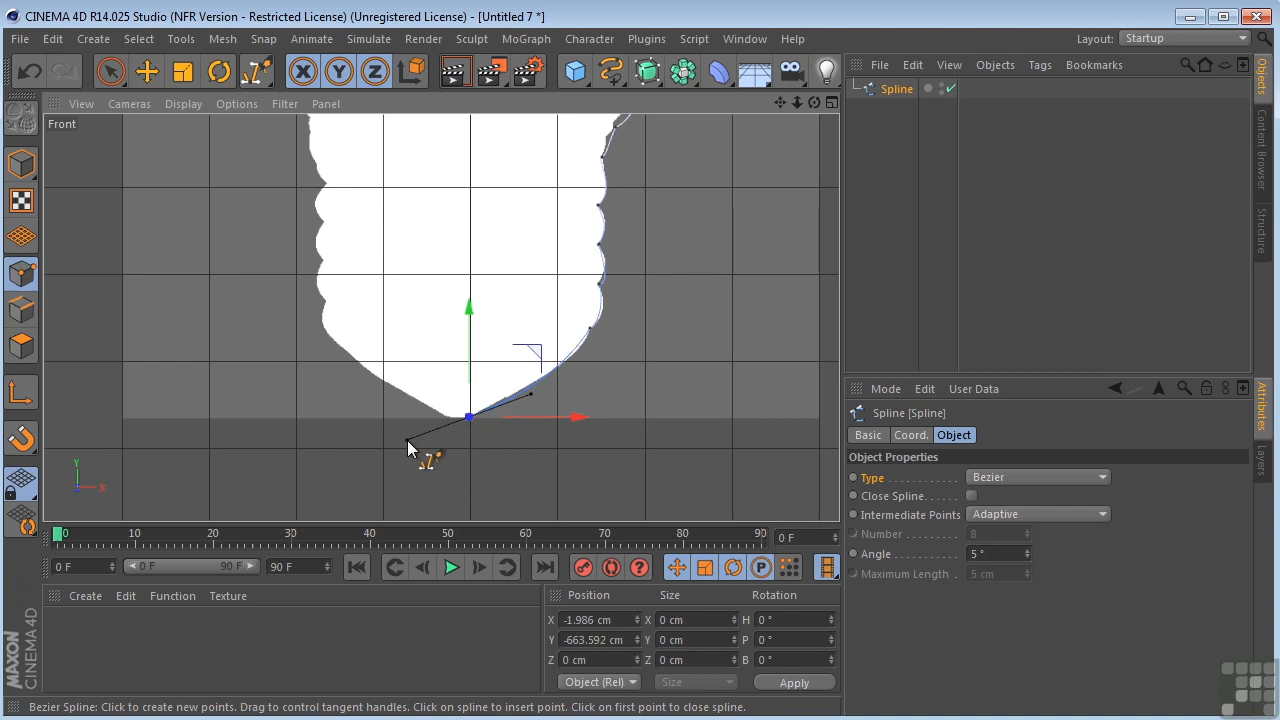 CINEMA 4D R14.025 Studio (NFR Version - Restricted License) (Unregistered License) - [Untitled 7 *]
File Edit Create Select Tools Mesh Snap Animate Simulate Render Sculpt MoGraph Character Plugins Script Window Help Layout: Startup
X Y Z
File Edit View Objects Tags Bookmarks
Spline
Objects
Content Browser
Structure
View Cameras Display Options Filter Panel
Front
Y
X
Z
Mode Edit User Data
Spline [Spline]
Basic Coord. Object
Object Properties
Type Bezier
Close Spline
Intermediate Points Adaptive
Number 8
Angle 5 °
Maximum Length 5 cm
Attributes
Layers
0 10 20 30 40 50 60 70 80 90 0 F
0 F 0 F 90 F 90 F
P
Create Edit Function Texture
Position Size Rotation
X -1.986 cm X 0 cm H 0 °
Y -663.592 cm Y 0 cm P 0 °
Z 0 cm Z 0 cm B 0 °
Object (Rel) Size Apply
MAXON CINEMA 4D
Bezier Spline: Click to create new points. Drag to control tangent handles. Click on spline to insert point. Click on first point to close spline.